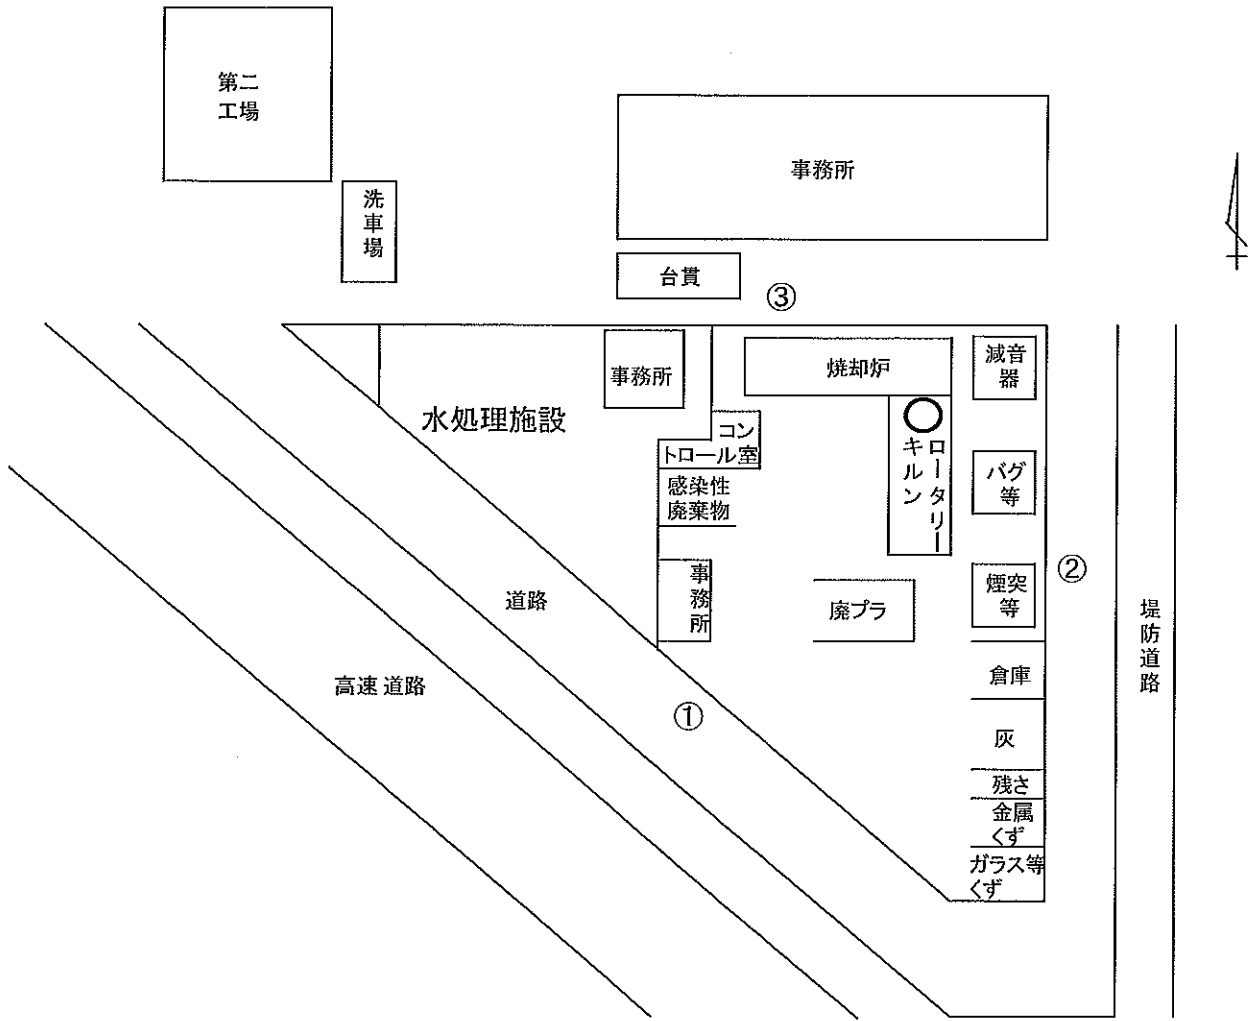 第二
工場
事務所
洗車場
台貫
③
事務所
焼却炉
減音
器
水処理施設
コン
トロール室
ロータリー
キルン
感染性
廃棄物
バグ
等
事務所
②
煙突
等
道路
廃プラ
堤防道路
高速道路
倉庫
①
灰
残さ
金属
くず
ガラス等
くず